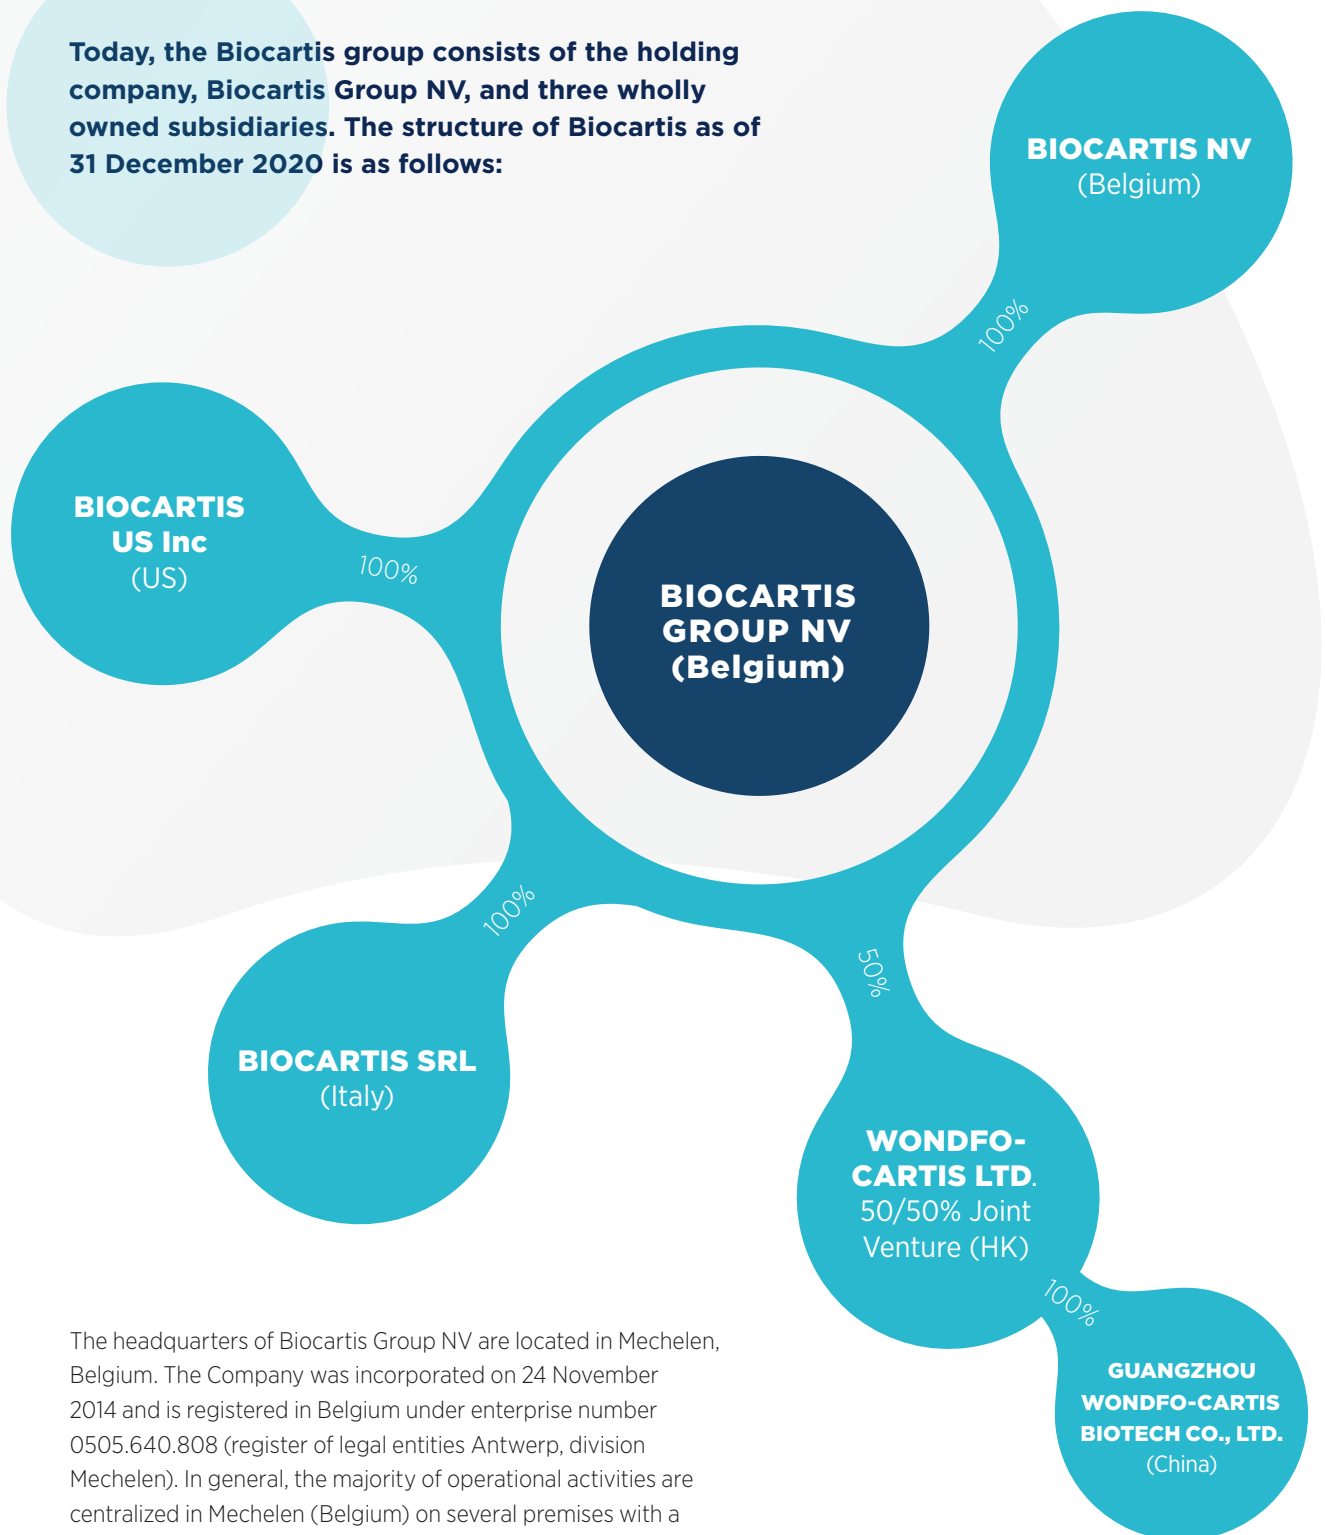 Today, the Biocartis group consists of the holding
company, Biocartis Group NV, and three wholly
owned subsidiaries. The structure of Biocartis as of
31 December 2020 is as follows:
BIOCARTIS NV
(Belgium)
100%
BIOCARTIS
US Inc
(US)
100%
BIOCARTIS
GROUP NV
(Belgium)
100%
50%
BIOCARTIS SRL
(Italy)
WONDFO-
CARTIS LTD.
50/50% Joint
Venture (HK)
100%
GUANGZHOU
WONDFO-CARTIS
BIOTECH CO., LTD.
(China)
The headquarters of Biocartis Group NV are located in Mechelen,
Belgium. The Company was incorporated on 24 November
2014 and is registered in Belgium under enterprise number
0505.640.808 (register of legal entities Antwerp, division
Mechelen). In general, the majority of operational activities are
centralized in Mechelen (Belgium) on several premises with a